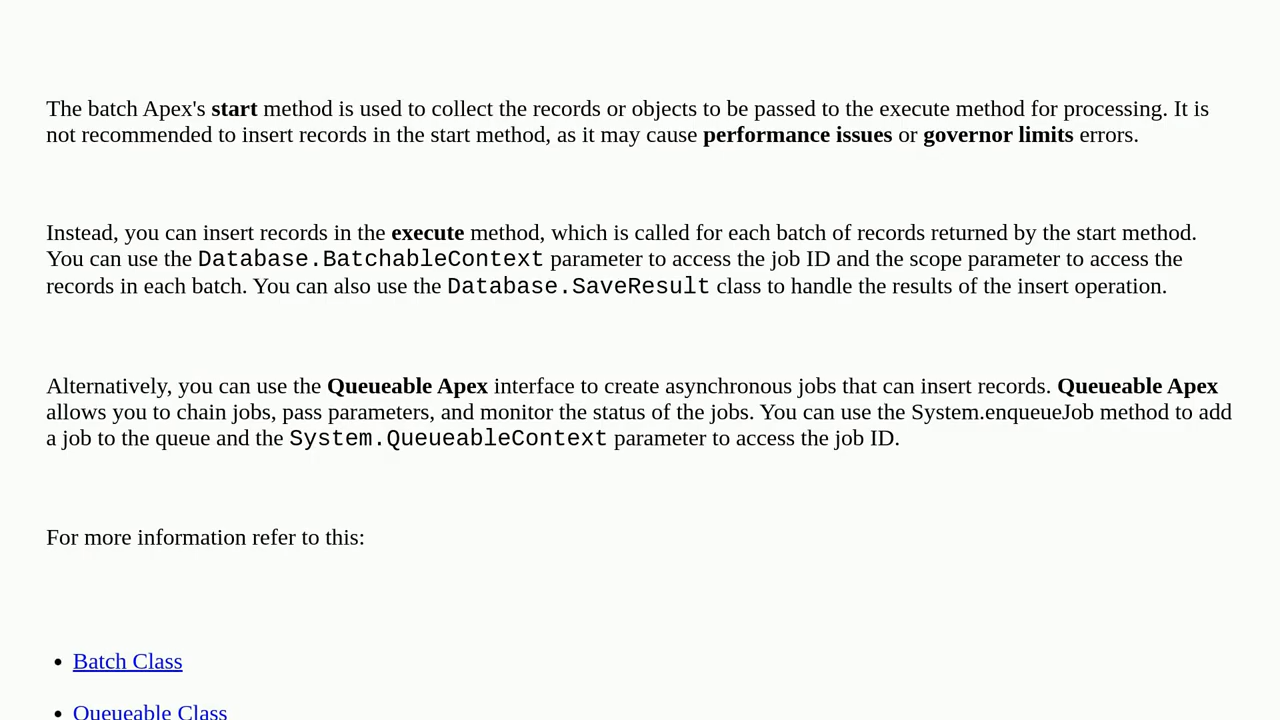 The batch Apex's start method is used to collect the records or objects to be passed to the execute method for processing. It is
not recommended to insert records in the start method, as it may cause performance issues or governor limits errors.
Instead, you can insert records in the execute method, which is called for each batch of records returned by the start method.
You can use the Database.BatchableContext parameter to access the job ID and the scope parameter to access the
records in each batch. You can also use the Database.SaveResult class to handle the results of the insert operation.
Alternatively, you can use the Queueable Apex interface to create asynchronous jobs that can insert records. Queueable Apex
allows you to chain jobs, pass parameters, and monitor the status of the jobs. You can use the System.enqueueJob method to add
a job to the queue and the System.QueueableContext parameter to access the job ID.
For more information refer to this:
• Batch Class
• Queueable Class